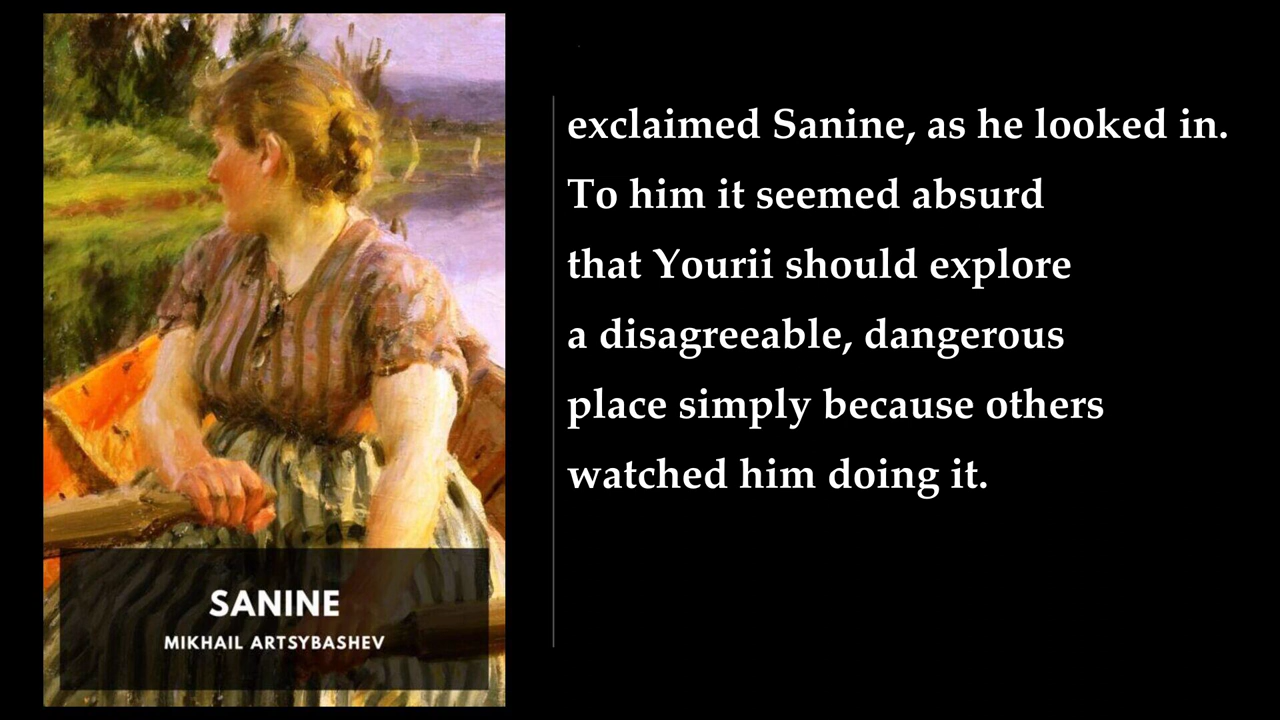 exclaimed Sanine, as he looked in.
To him it seemed absurd
that Yourii should explore
a disagreeable, dangerous
place simply because others
watched him doing it.
SANINE
MIKHAIL ARTSYBASHEV